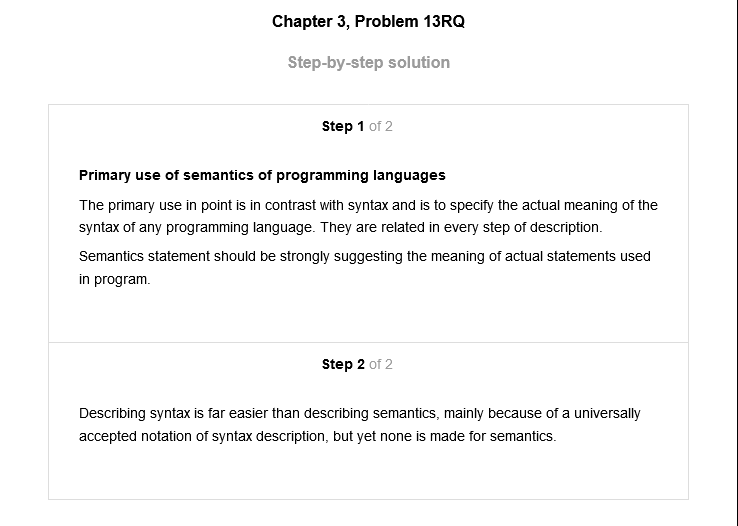 Chapter 3, Problem 13RQ
Step-by-step solution
Step 1 of 2
Primary use of semantics of programming languages
The primary use in point is in contrast with syntax and is to specify the actual meaning of the
syntax of any programming language. They are related in every step of description.
Semantics statement should be strongly suggesting the meaning of actual statements used
in program.
Step 2 of 2
Describing syntax is far easier than describing semantics, mainly because of a universally
accepted notation of syntax description, but yet none is made for semantics.